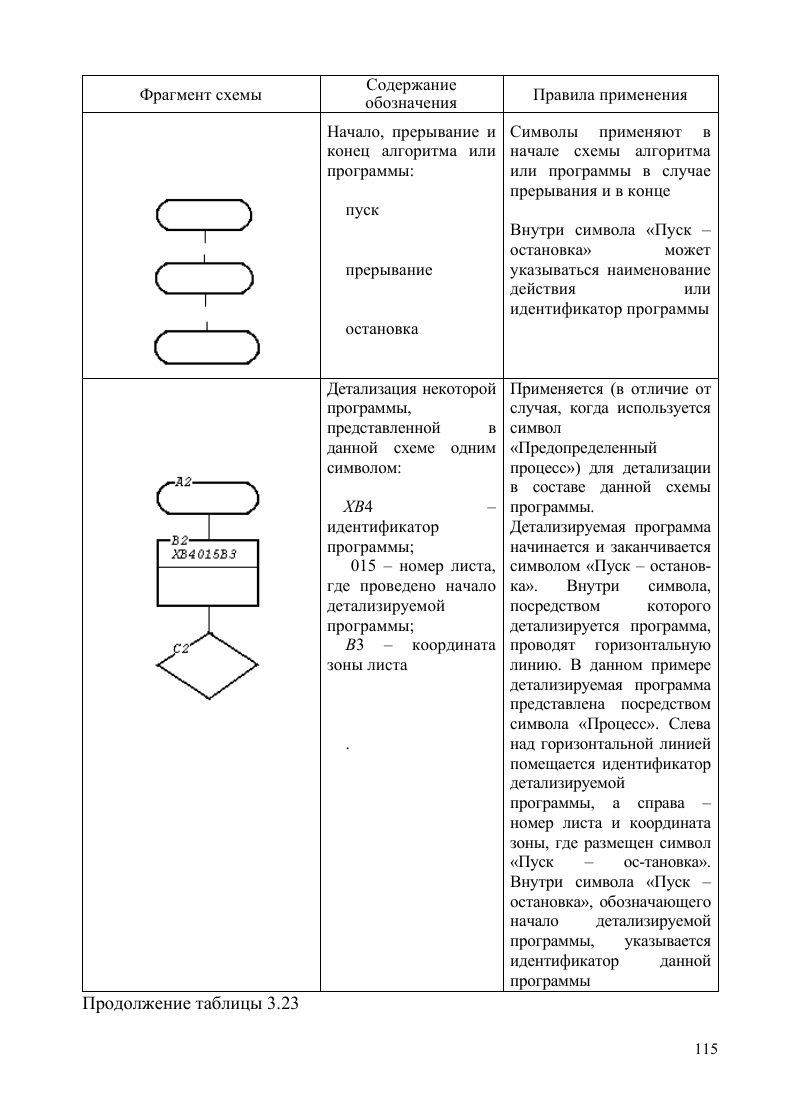 Фрагмент схемы
Содержание
обозначения
Правила применения
Начало, прерывание и
конец алгоритма или
программы:
пуск
прерывание
остановка
Символы применяют в
начале схемы алгоритма
или программы в случае
прерывания и в конце
Внутри символа «Пуск –
остановка» может
указываться наименование
действия или
идентификатор программы
A2
B2
XB4015B3
C2
Детализация некоторой
программы,
представленной в
данной схеме одним
символом:
XB4 –
идентификатор
программы;
015 – номер листа,
где проведено начало
детализируемой
программы;
B3 – координата
зоны листа
.
Применяется (в отличие от
случая, когда используется
символ
«Предопределенный
процесс») для детализации
в составе данной схемы
программы.
Детализируемая программа
начинается и заканчивается
символом «Пуск – останов-
ка». Внутри символа,
посредством которого
детализируется программа,
проводят горизонтальную
линию. В данном примере
детализируемая программа
представлена посредством
символа «Процесс». Слева
над горизонтальной линией
помещается идентификатор
детализируемой
программы, а справа –
номер листа и координата
зоны, где размещен символ
«Пуск – ос-тановка».
Внутри символа «Пуск –
остановка», обозначающего
начало детализируемой
программы, указывается
идентификатор данной
программы
Продолжение таблицы 3.23
115